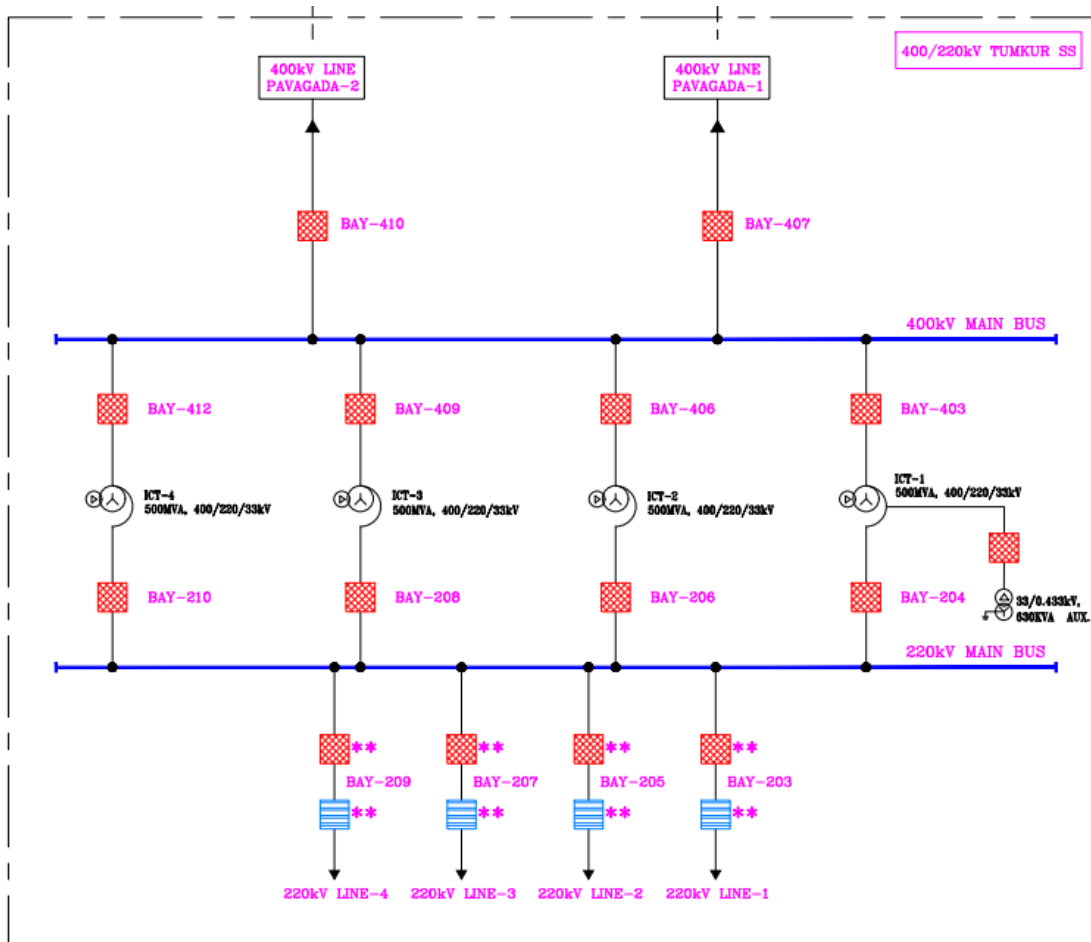 400/220kV TUMKUR SS
400kV LINE
PAVAGADA-2
400kV LINE
PAVAGADA-1
BAY-410
BAY-407
400kV MAIN BUS
BAY-412
BAY-409
BAY-406
BAY-403
ICT-4
500MVA, 400/220/33kV
ICT-3
500MVA, 400/220/33kV
ICT-2
500MVA, 400/220/33kV
ICT-1
500MVA, 400/220/33kV
BAY-210
BAY-208
BAY-206
BAY-204
33/0.433kV,
630KVA AUX.
220kV MAIN BUS
** ** ** **
BAY-209 BAY-207 BAY-205 BAY-203
** ** ** **
220kV LINE-4 220kV LINE-3 220kV LINE-2 220kV LINE-1